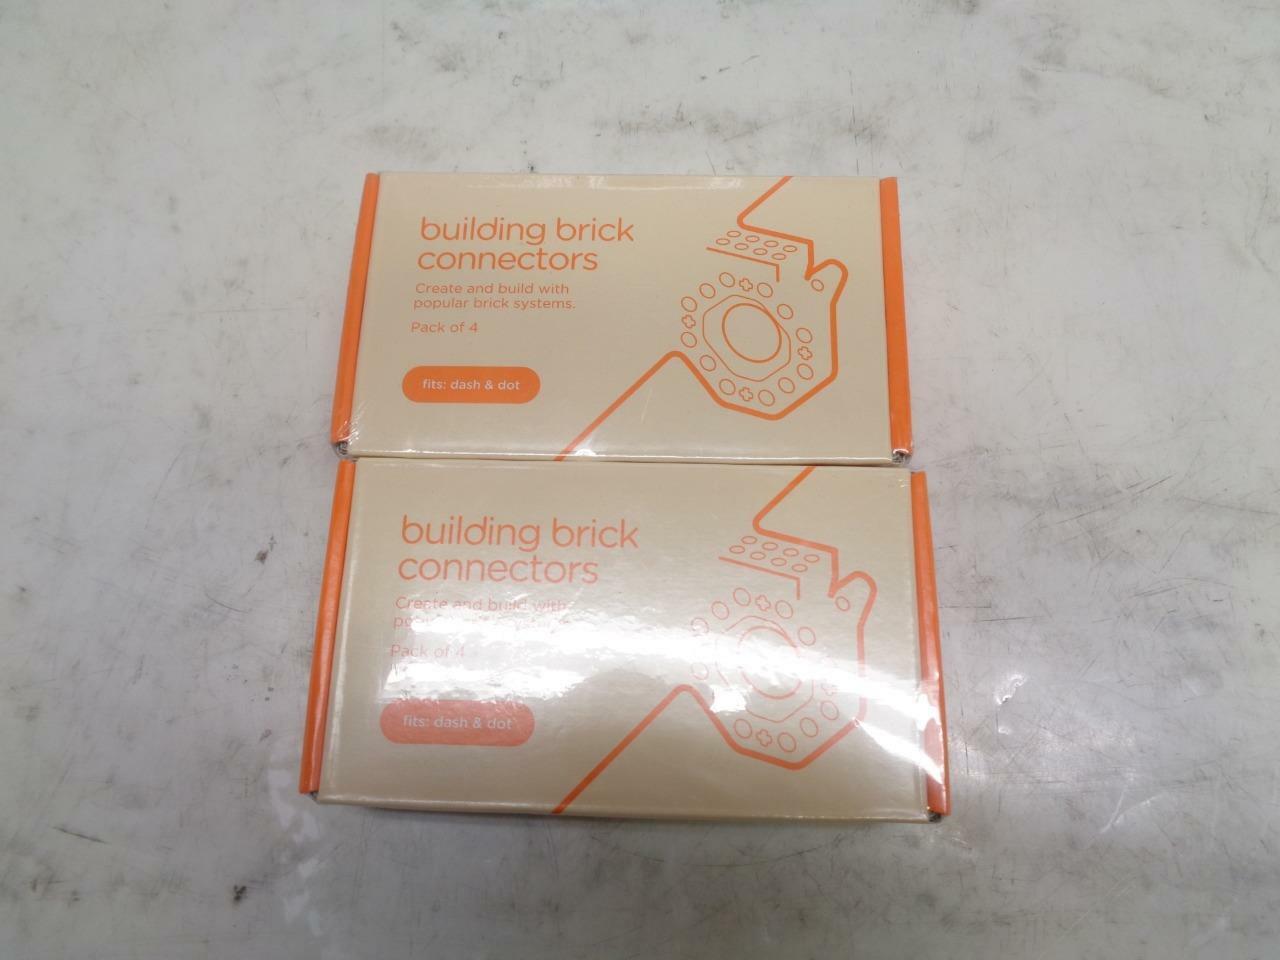 building brick
connectors
Create and build with
popular brick systems.
Pack of 4
fits: dash & dot
building brick
connectors
Create and build with
Pack of 4
fits: dash & dot